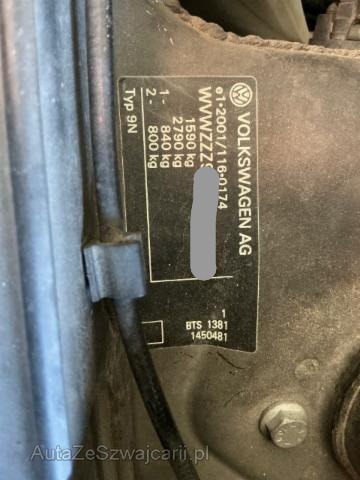 VOLKSWAGEN AG
e1*2001/116*0174
WVWZZZ9
1590 kg
2790 kg
1- 840 kg
2- 800 kg
Typ 9N
1
BTS 1381
1450481
AutaZeSzwajcarii.pl